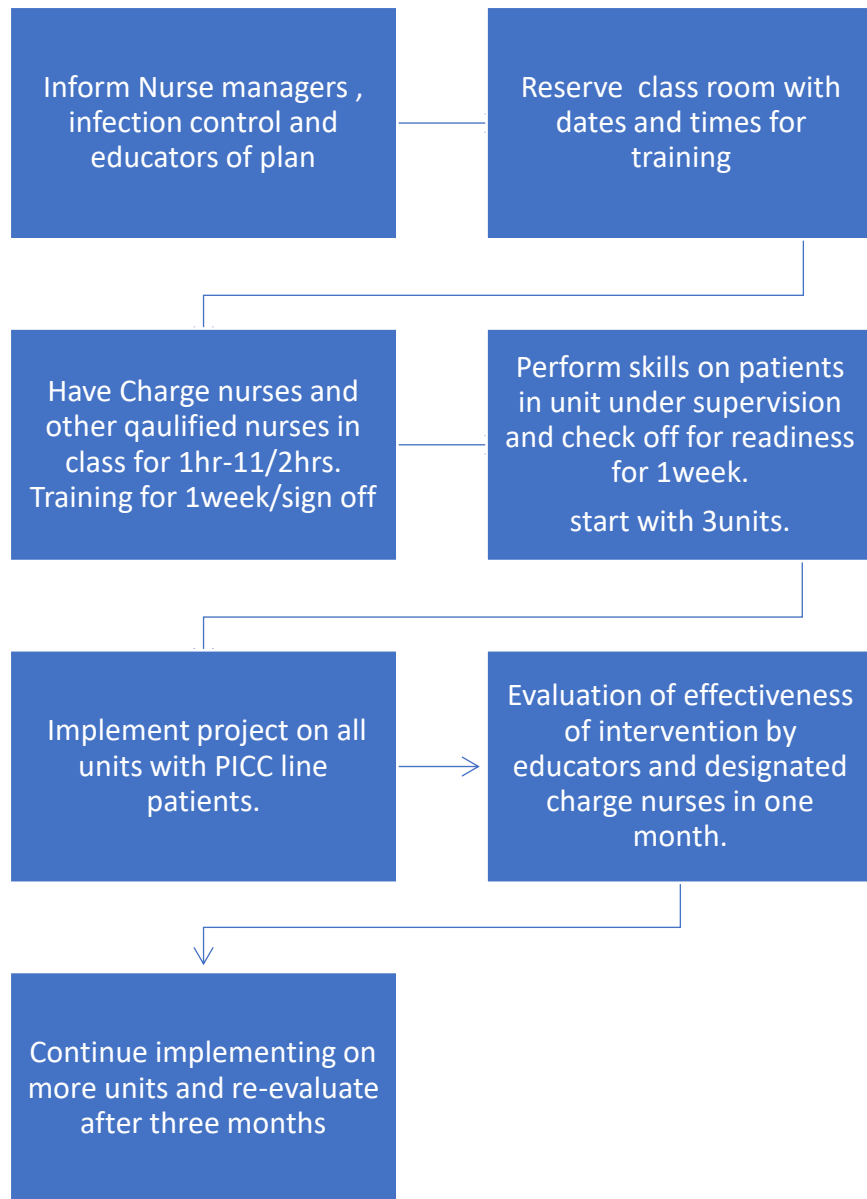 Inform Nurse managers ,
infection control and
educators of plan
Reserve class room with
dates and times for
training
Have Charge nurses and
other qaulified nurses in
class for 1hr-11/2hrs.
Training for 1week/sign off
Perform skills on patients
in unit under supervision
and check off for readiness
for 1week.
start with 3units.
Implement project on all
units with PICC line
patients.
Evaluation of effectiveness
of intervention by
educators and designated
charge nurses in one
month.
Continue implementing on
more units and re-evaluate
after three months